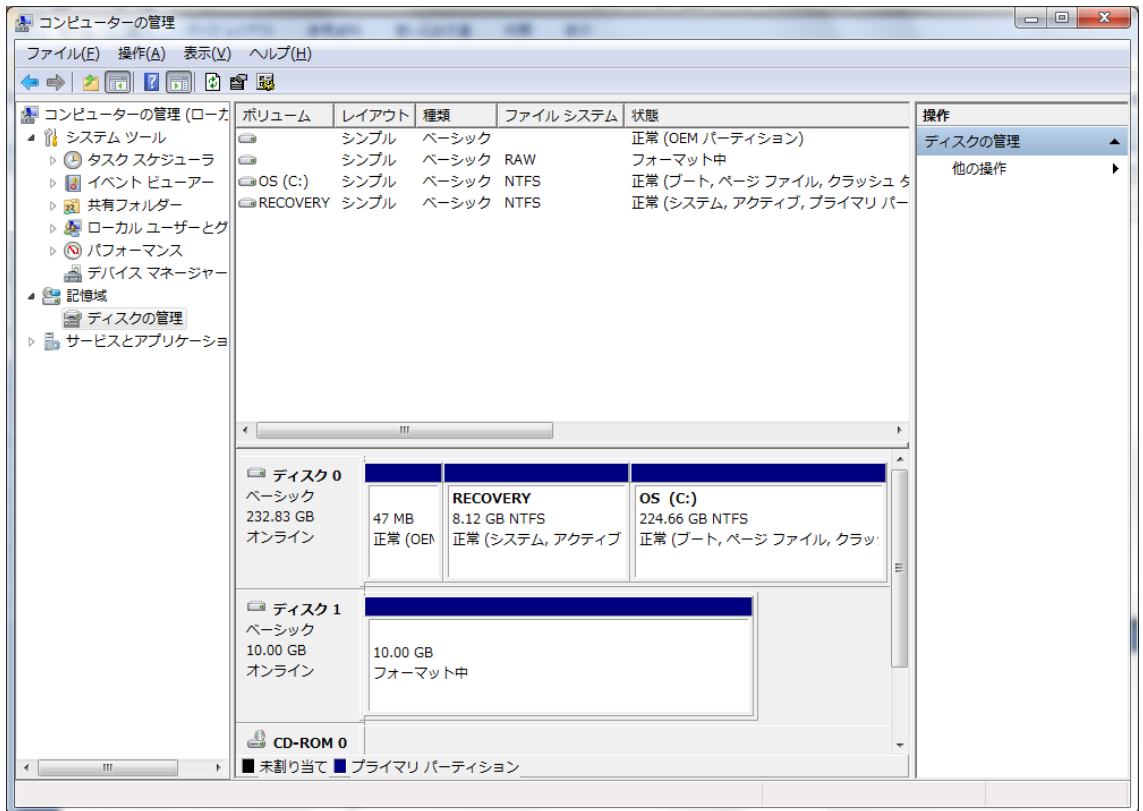 コンピューターの管理
ファイル(F) 操作(A) 表示(V) ヘルプ(H)
コンピューターの管理 (ローカ
システム ツール
タスク スケジューラ
イベント ビューアー
共有フォルダー
ローカル ユーザーとグ
パフォーマンス
デバイス マネージャー
記憶域
ディスクの管理
サービスとアプリケーショ
ボリューム レイアウト 種類 ファイル システム 状態
シンプル ベーシック 正常 (OEM パーティション)
シンプル ベーシック RAW フォーマット中
OS (C:) シンプル ベーシック NTFS 正常 (ブート, ページ ファイル, クラッシュ ダ
RECOVERY シンプル ベーシック NTFS 正常 (システム, アクティブ, プライマリ パー
ディスク 0
ベーシック
232.83 GB
オンライン
47 MB
正常 (OEM
RECOVERY
8.12 GB NTFS
正常 (システム, アクティブ
OS (C:)
224.66 GB NTFS
正常 (ブート, ページ ファイル, クラッシ
ディスク 1
ベーシック
10.00 GB
オンライン
10.00 GB
フォーマット中
CD-ROM 0
未割り当て プライマリ パーティション
操作
ディスクの管理
他の操作